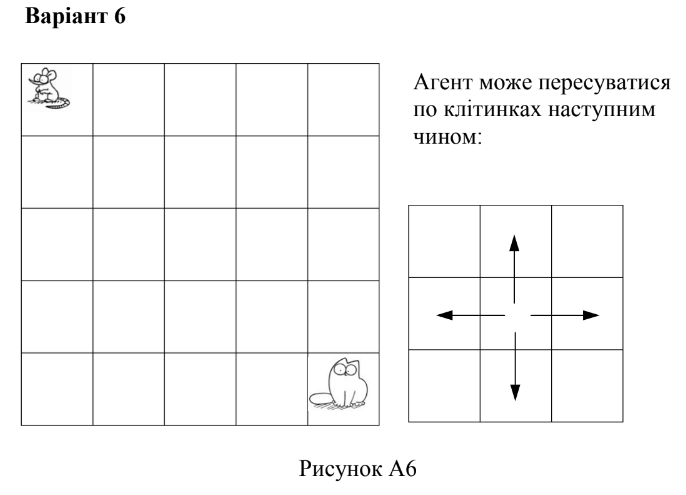 Варіант 6
Агент може пересуватися
по клітинках наступним
чином:
Рисунок А6